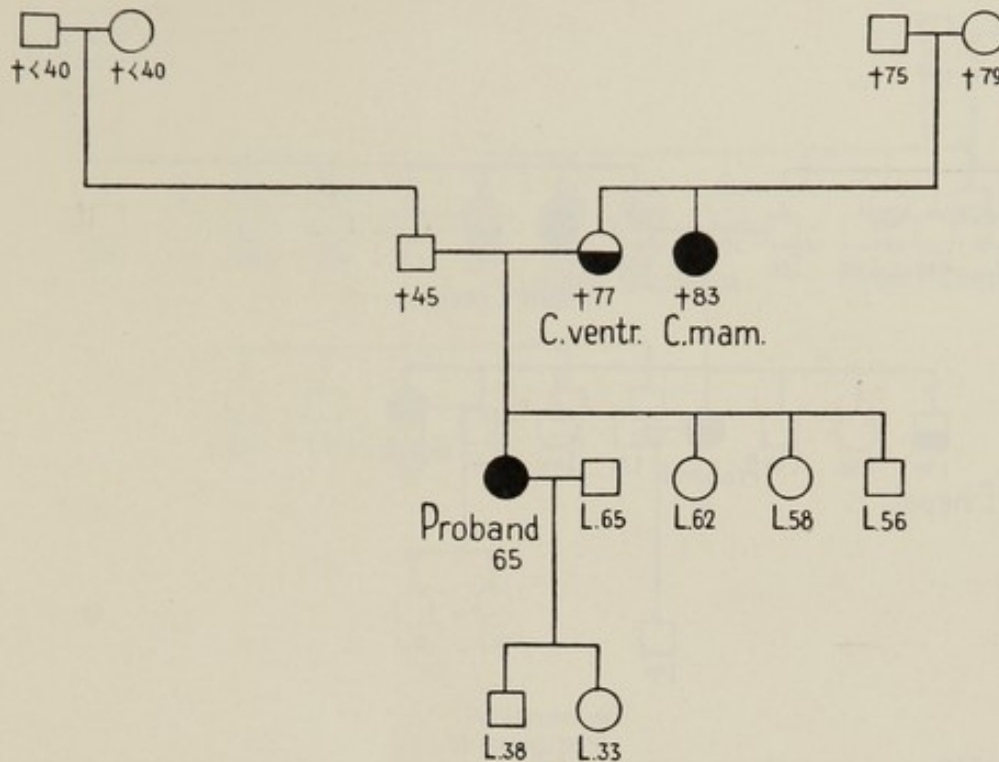 †<40 †<40 †75 †79
†45 †77 †83
C.ventr. C.mam.
Proband L.65 L.62 L.58 L.56
65
L.38 L.33